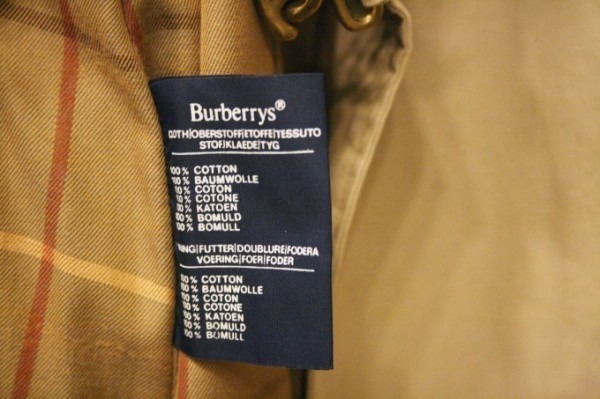 Burberrys®
CLOTH|OBERSTOFF|ETOFFE|TESSUTO
STOF|KLAEDE|TYG
100% COTTON
100% BAUMWOLLE
100% COTON
100% COTONE
100% KATOEN
100% BOMULD
100% BOMULL
LINING|FUTTER|DOUBLURE|FODERA
VOERING|FOER|FODER
100% COTTON
100% BAUMWOLLE
100% COTON
100% COTONE
100% KATOEN
100% BOMULD
100% BOMULL